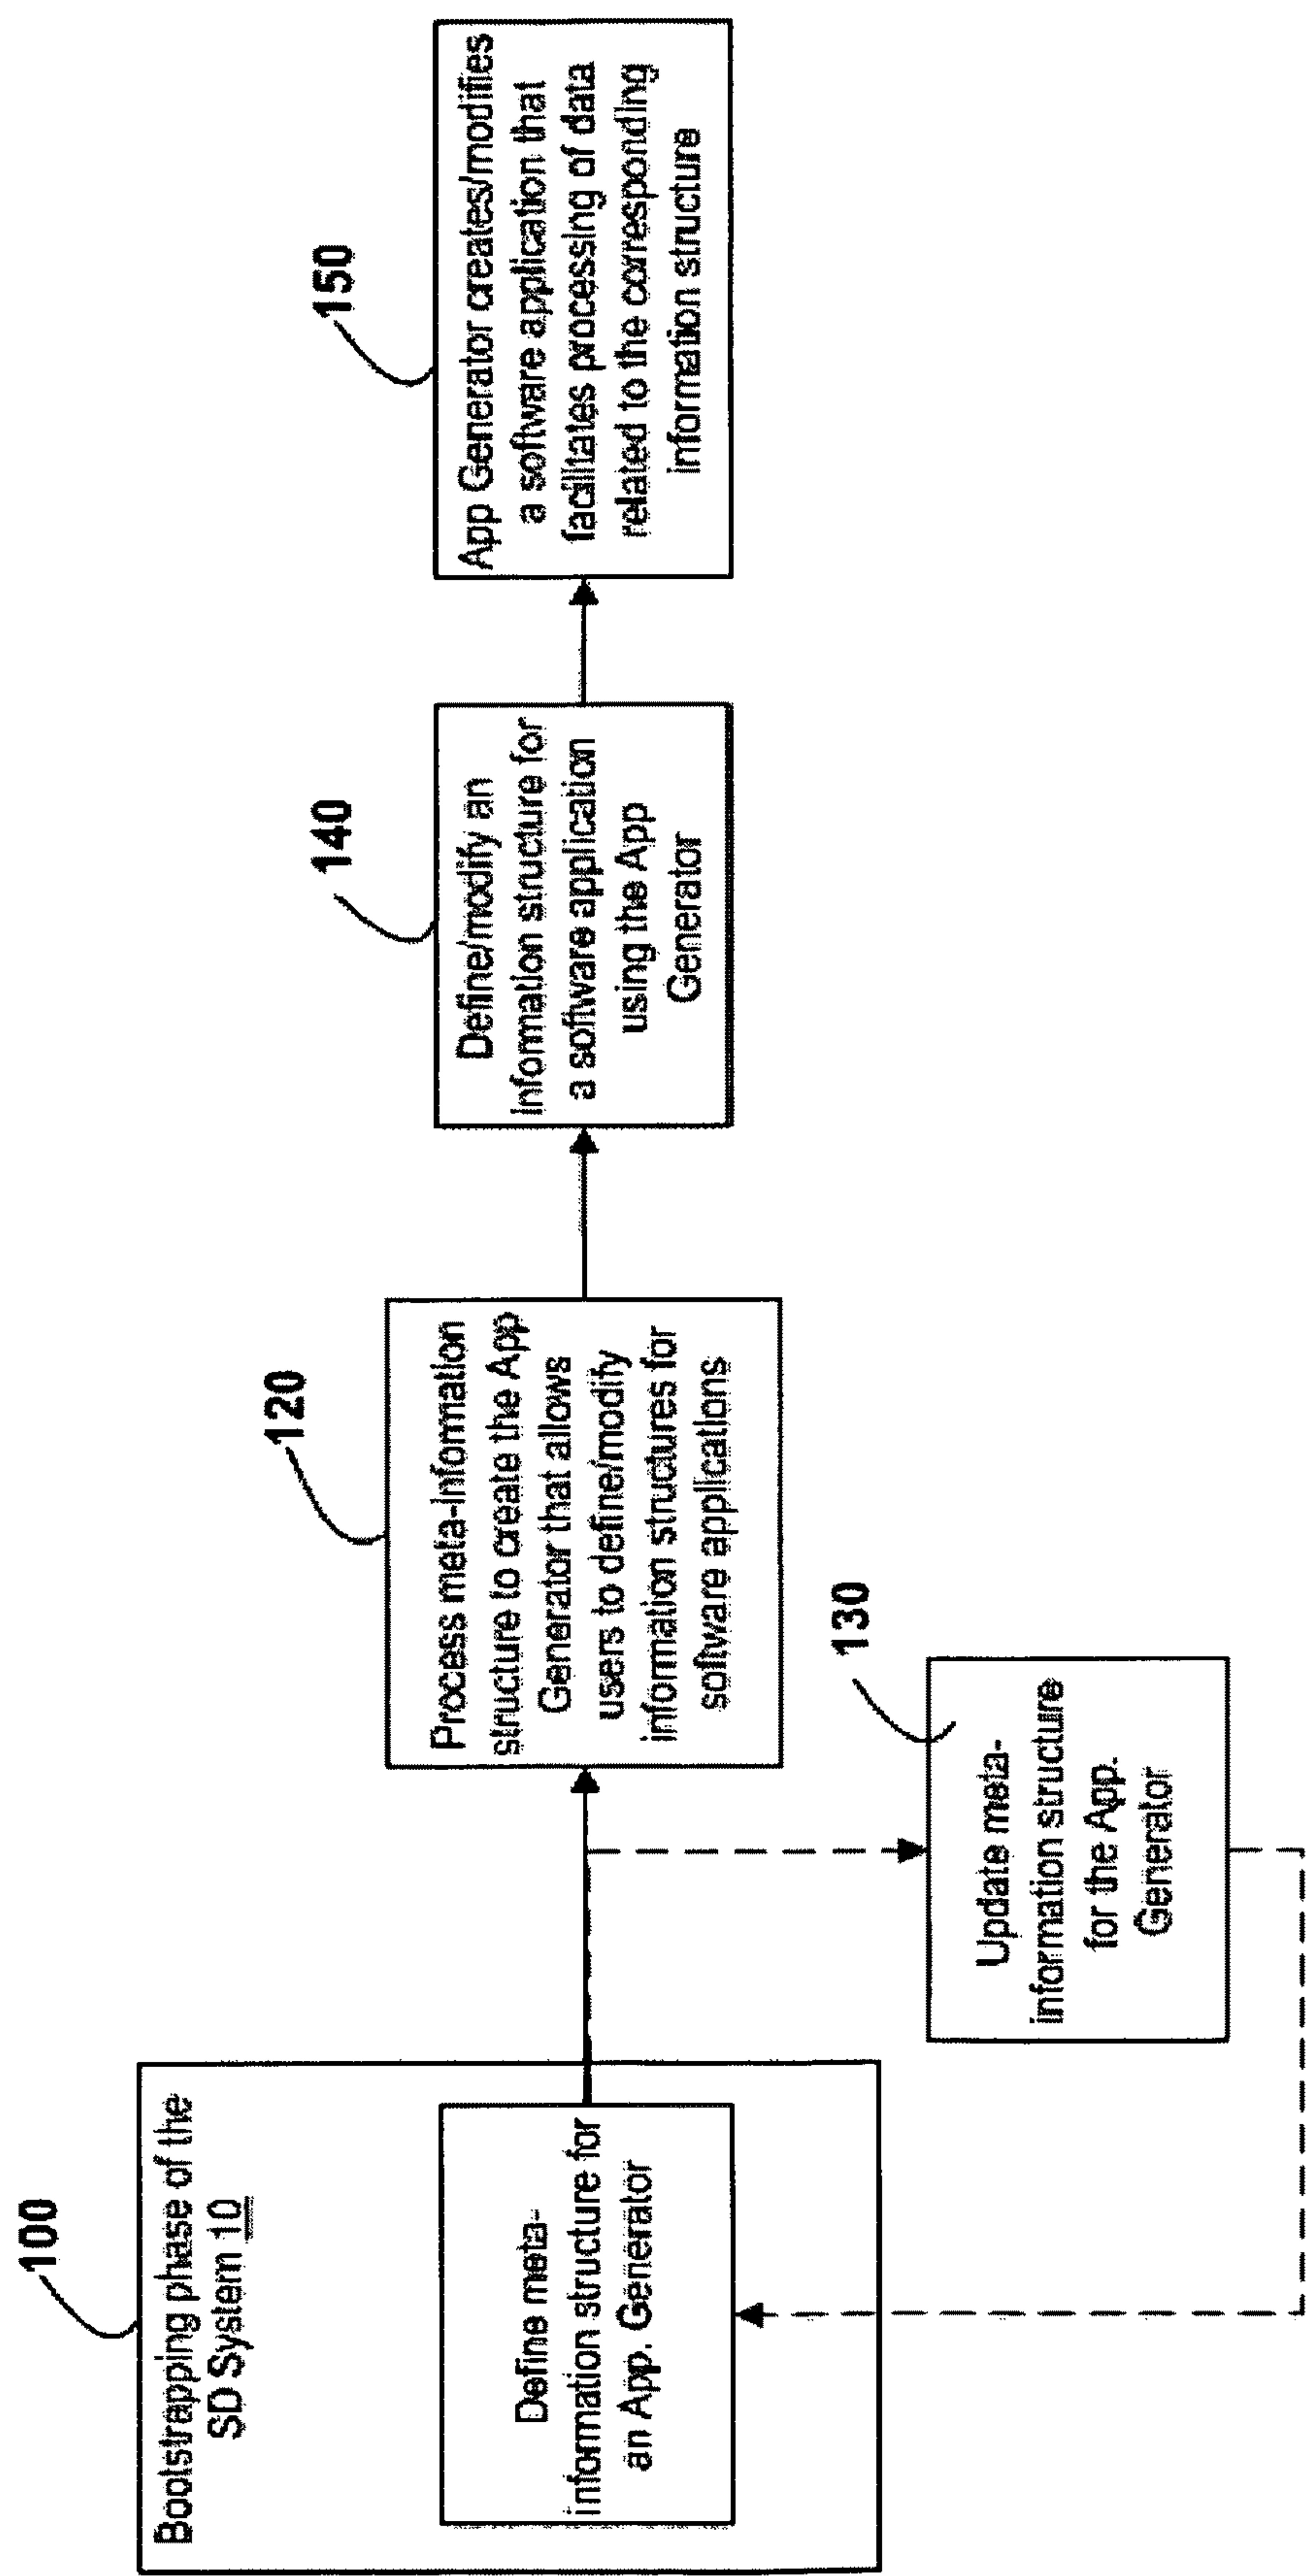 100
Bootstrapping phase of the
SD System 10
Define meta-
information structure for
an App. Generator
120
Process meta-information
structure to create the App
Generator that allows
users to define/modify
information structures for
software applications
130
Update meta-
information structure
for the App.
Generator
140
Define/modify an
information structure for
a software application
using the App
Generator
150
App Generator creates/modifies
a software application that
facilitates processing of data
related to the corresponding
information structure